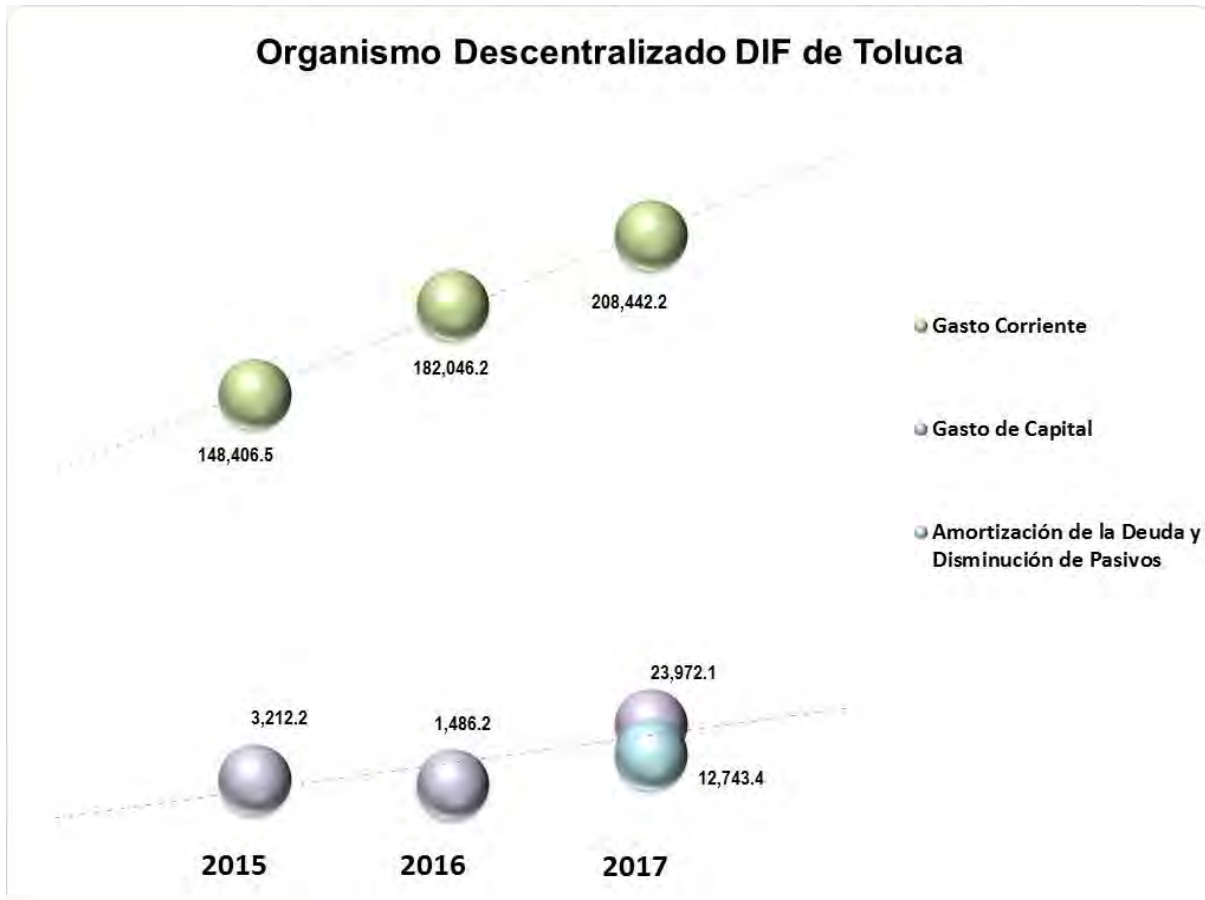 Organismo Descentralizado DIF de Toluca
208,442.2
182,046.2
148,406.5
Gasto Corriente
Gasto de Capital
Amortización de la Deuda y
Disminución de Pasivos
23,972.1
3,212.2
1,486.2
12,743.4
2015
2016
2017